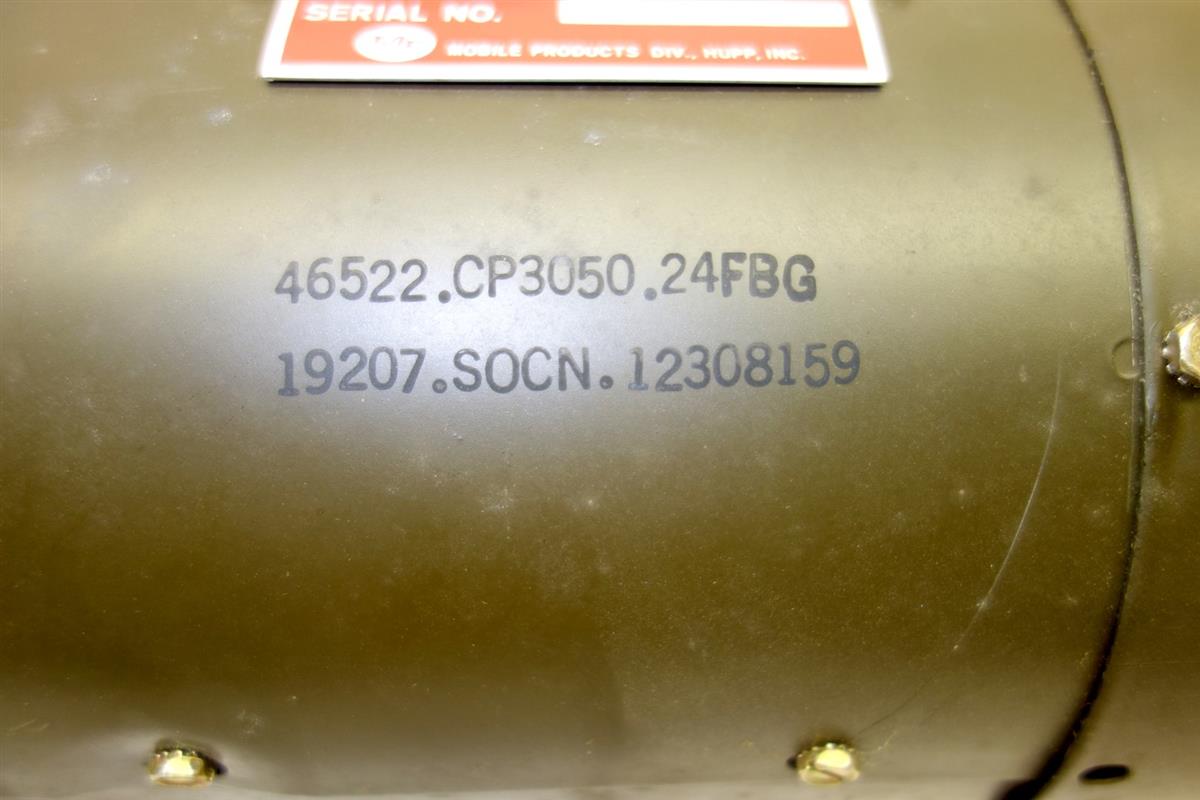 SERIAL NO.
MOBILE PRODUCTS DIV., HUPP, INC.
46522.CP3050.24FBG
19207.SOCN.12308159